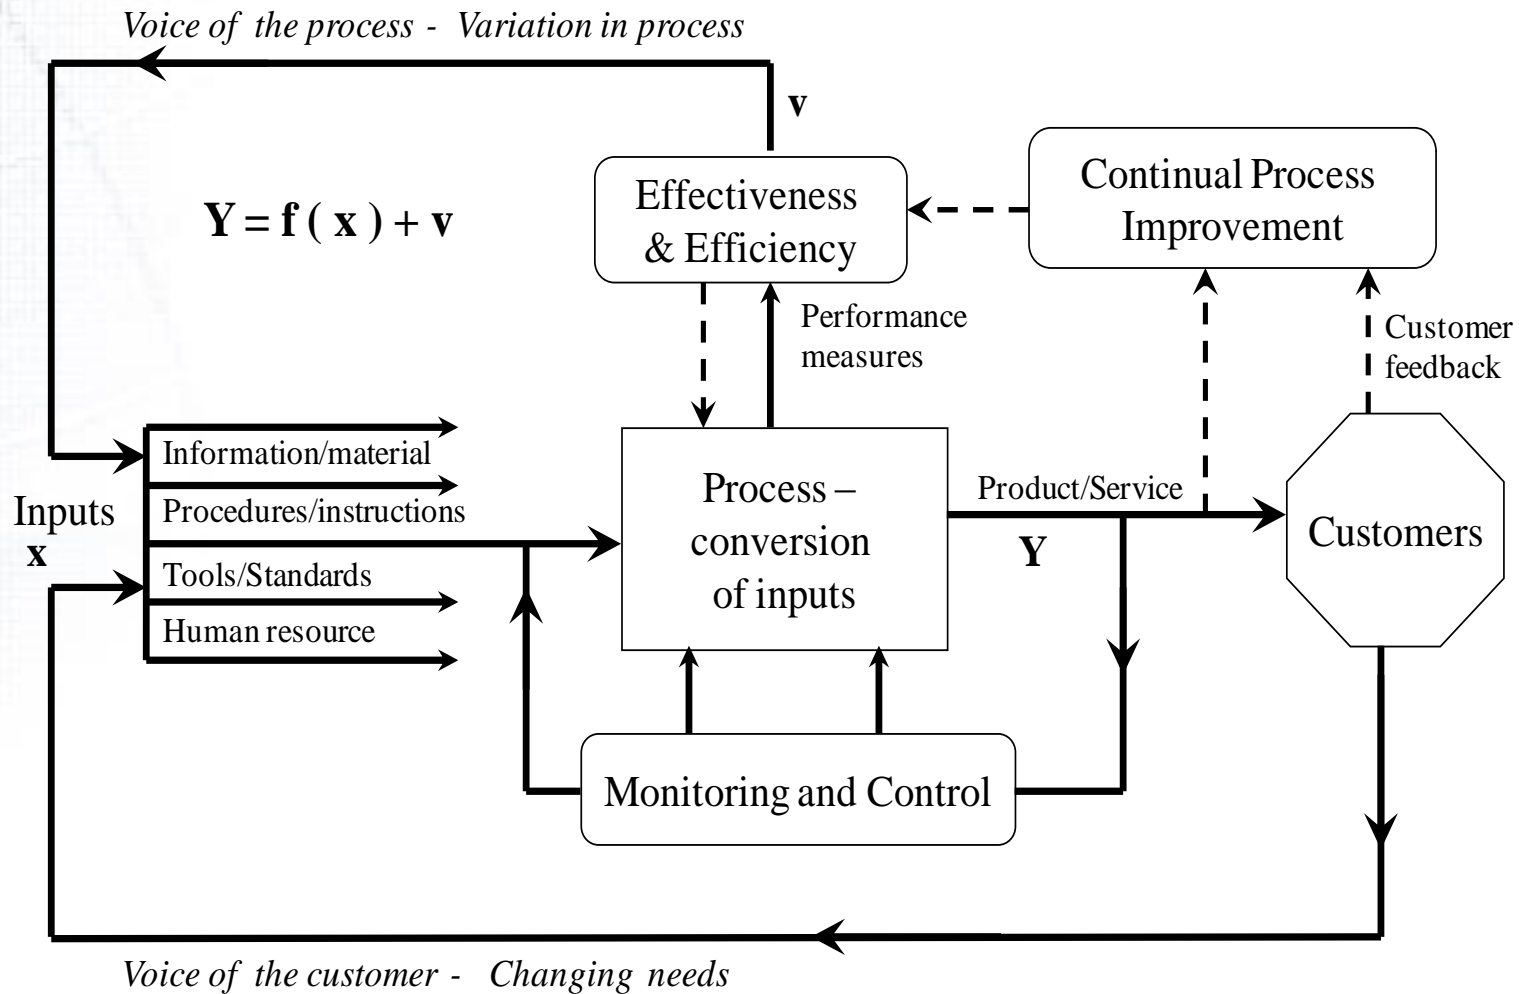 Voice of the process - Variation in process
v
Y = f ( x ) + v
Effectiveness
& Efficiency
Continual Process
Improvement
Performance
measures
Customer
feedback
Information/material
Procedures/instructions
Inputs
x
Tools/Standards
Human resource
Process –
conversion
of inputs
Product/Service
Y
Customers
Monitoring and Control
Voice of the customer - Changing needs